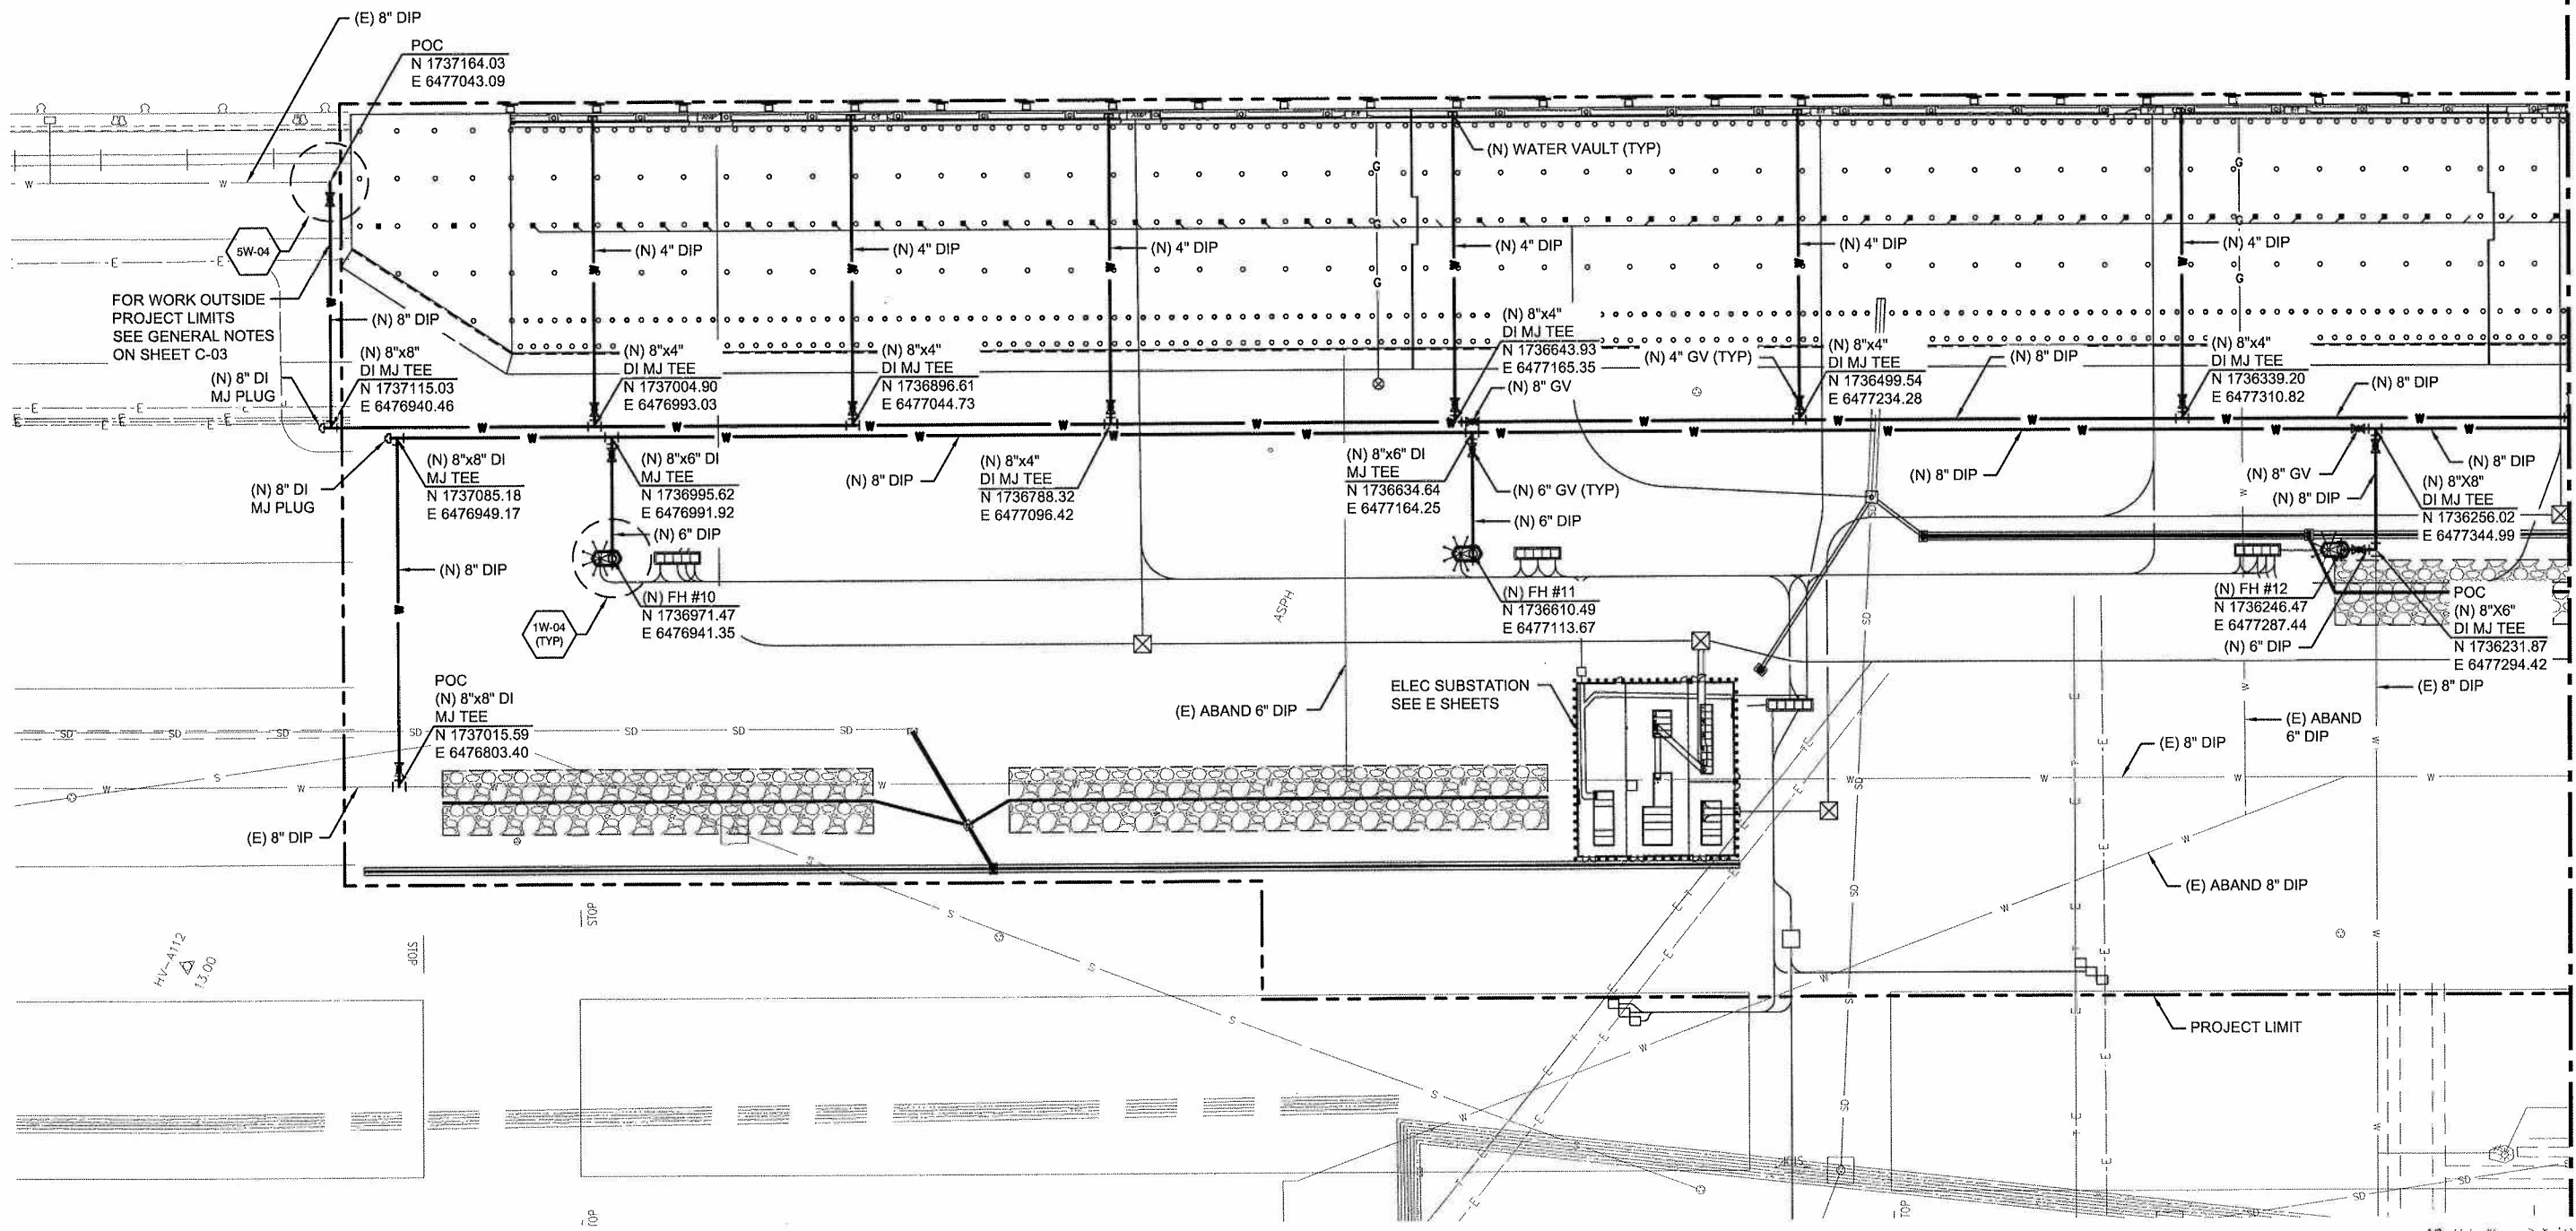 (E) 8" DIP
POC
N 1737164.03
E 6477043.09
(N) WATER VAULT (TYP)
5W-04
(N) 4" DIP
(N) 4" DIP
(N) 4" DIP
(N) 4" DIP
(N) 4" DIP
(N) 4" DIP
G
G
G
G
G
G
W
W
E
E
FOR WORK OUTSIDE
PROJECT LIMITS
SEE GENERAL NOTES
ON SHEET C-03
(N) 8" DIP
(N) 8"x8"
DI MJ TEE
N 1737115.03
E 6476940.46
(N) 8" DI
MJ PLUG
(N) 8"x4"
DI MJ TEE
N 1737004.90
E 6476993.03
(N) 8"x4"
DI MJ TEE
N 1736896.61
E 6477044.73
(N) 8"x4"
DI MJ TEE
N 1736643.93
E 6477165.35
(N) 8" GV
(N) 4" GV (TYP)
(N) 8"x4"
DI MJ TEE
N 1736499.54
E 6477234.28
(N) 8" DIP
(N) 8"x4"
DI MJ TEE
N 1736339.20
E 6477310.82
(N) 8" DIP
(N) 8" DI
MJ PLUG
(N) 8"x8" DI
MJ TEE
N 1737085.18
E 6476949.17
(N) 8"x6" DI
MJ TEE
N 1736995.62
E 6476991.92
(N) 8" DIP
(N) 8"x4"
DI MJ TEE
N 1736788.32
E 6477096.42
(N) 8"x6" DI
MJ TEE
N 1736634.64
E 6477164.25
(N) 6" GV (TYP)
(N) 6" DIP
(N) 8" DIP
(N) 8" GV
(N) 8" DIP
(N) 8" DIP
(N) 8"X8"
DI MJ TEE
N 1736256.02
E 6477344.99
(N) 6" DIP
(N) 8" DIP
1W-04
(TYP)
(N) FH #10
N 1736971.47
E 6476941.35
ASPH
(N) FH #11
N 1736610.49
E 6477113.67
(N) FH #12
N 1736246.47
E 6477287.44
(N) 6" DIP
POC
(N) 8"X6"
DI MJ TEE
N 1736231.87
E 6477294.42
(E) 8" DIP
POC
(N) 8"x8" DI
MJ TEE
N 1737015.59
E 6476803.40
ELEC SUBSTATION
SEE E SHEETS
(E) ABAND 6" DIP
(E) ABAND
6" DIP
(E) 8" DIP
SD
SD
SD
SD
SD
SD
SD
SD
(E) 8" DIP
(E) ABAND 8" DIP
STOP
STOP
HV-A112
13.00
PROJECT LIMIT
S
S
S
S
SD
SD